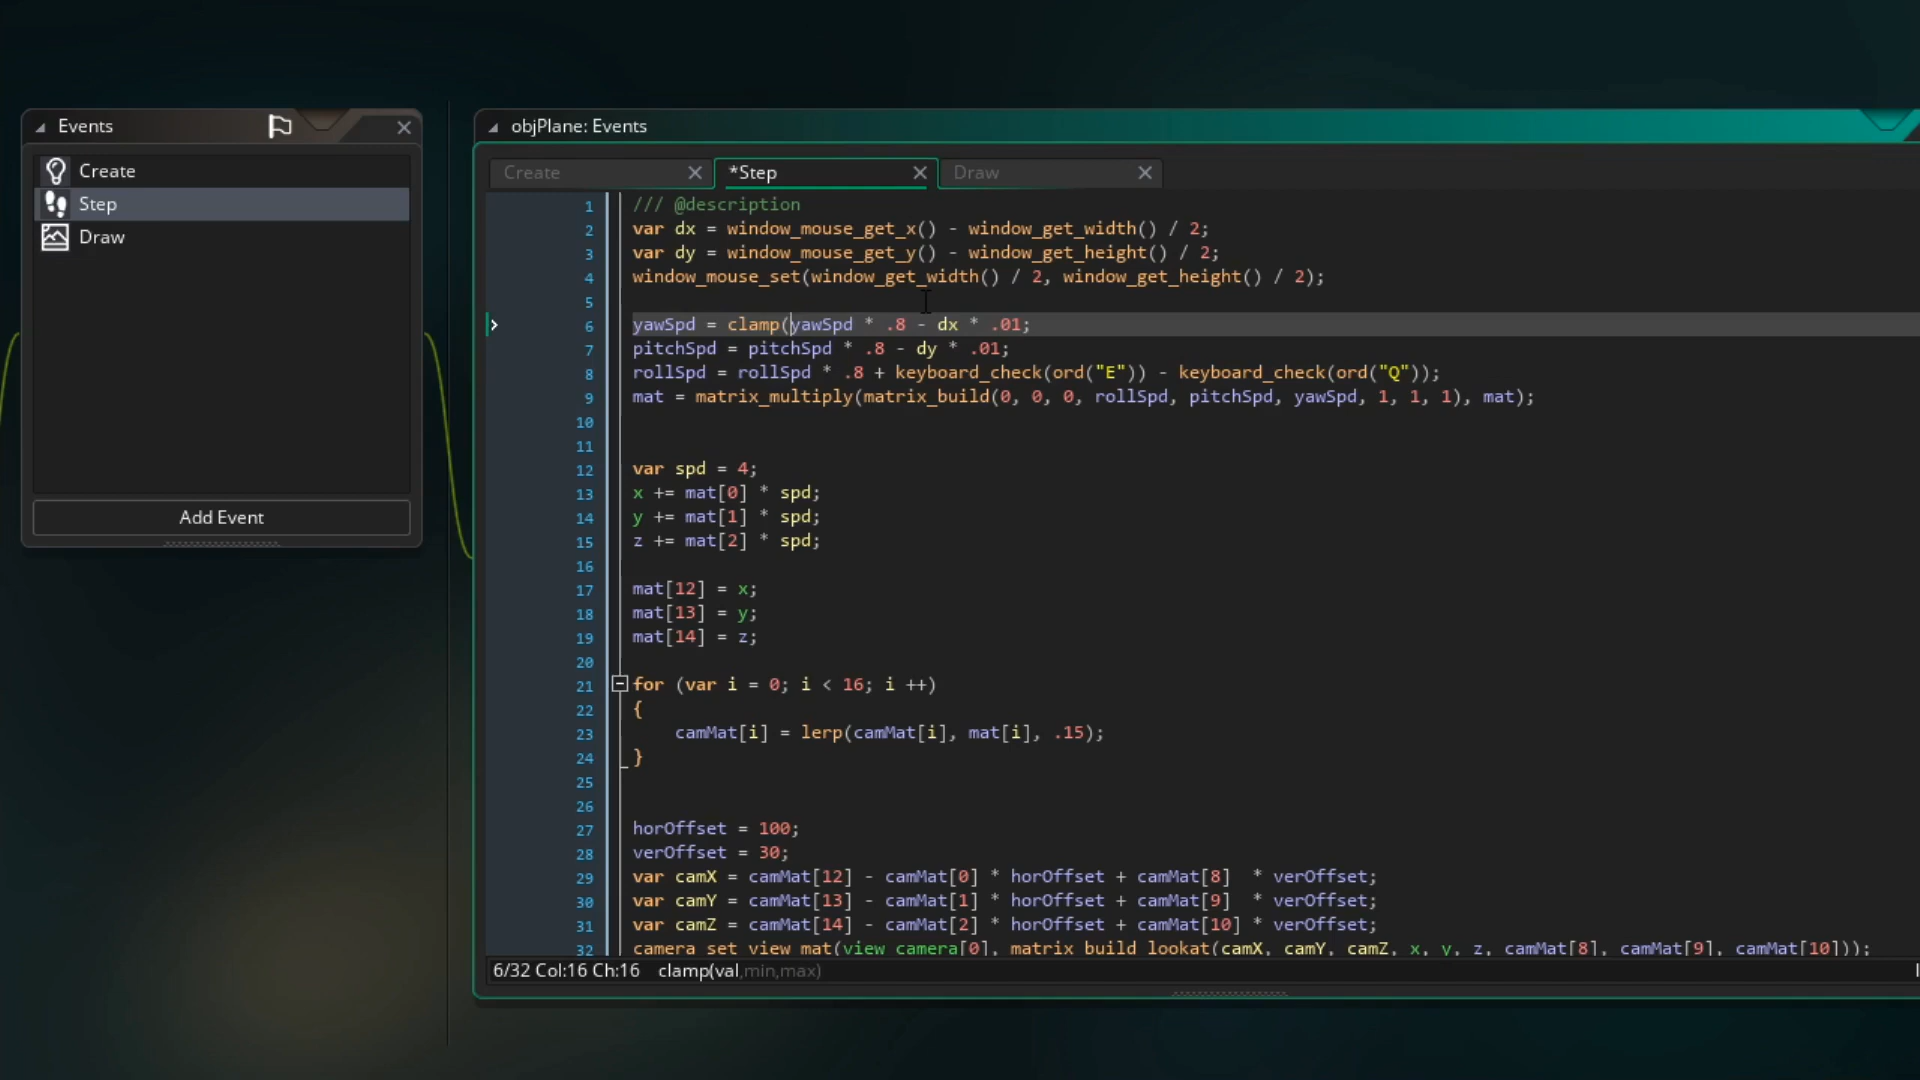 Events
Create
Step
Draw
Add Event
objPlane: Events
Create
*Step
Draw
1 /// @description
2 var dx = window_mouse_get_x() - window_get_width() / 2;
3 var dy = window_mouse_get_y() - window_get_height() / 2;
4 window_mouse_set(window_get_width() / 2, window_get_height() / 2);
5
6 yawSpd = clamp(yawSpd * .8 - dx * .01;
7 pitchSpd = pitchSpd * .8 - dy * .01;
8 rollSpd = rollSpd * .8 + keyboard_check(ord("E")) - keyboard_check(ord("Q"));
9 mat = matrix_multiply(matrix_build(0, 0, 0, rollSpd, pitchSpd, yawSpd, 1, 1, 1), mat);
10
11
12 var spd = 4;
13 x += mat[0] * spd;
14 y += mat[1] * spd;
15 z += mat[2] * spd;
16
17 mat[12] = x;
18 mat[13] = y;
19 mat[14] = z;
20
21 for (var i = 0; i < 16; i ++)
22 {
23 camMat[i] = lerp(camMat[i], mat[i], .15);
24 }
25
26
27 horOffset = 100;
28 verOffset = 30;
29 var camX = camMat[12] - camMat[0] * horOffset + camMat[8]  * verOffset;
30 var camY = camMat[13] - camMat[1] * horOffset + camMat[9]  * verOffset;
31 var camZ = camMat[14] - camMat[2] * horOffset + camMat[10] * verOffset;
32 camera_set_view_mat(view_camera[0], matrix_build_lookat(camX, camY, camZ, x, y, z, camMat[8], camMat[9], camMat[10]));
6/32 Col:16 Ch:16 clamp(val,min,max)